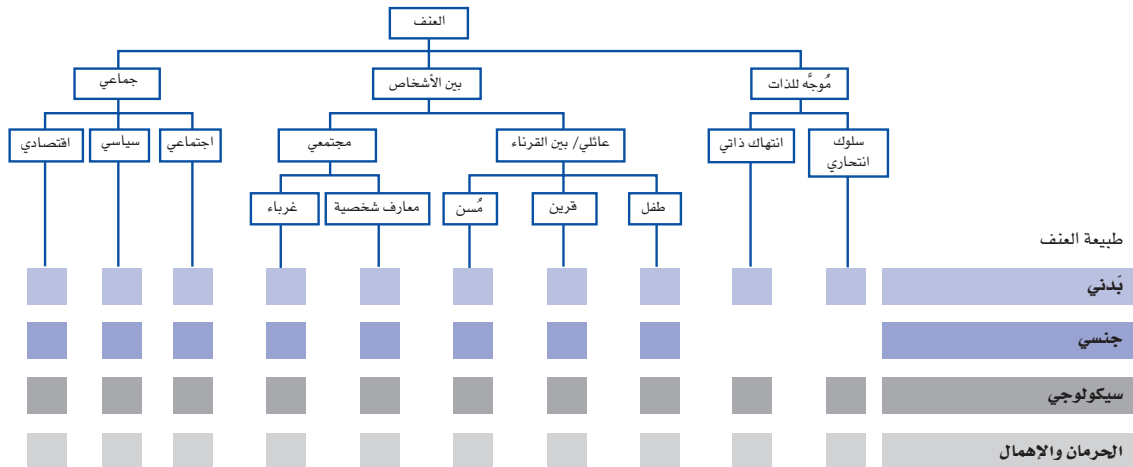 العنف
مُوجَّه للذات
بين الأشخاص
جماعي
سلوك
انتحاري
انتهاك ذاتي
عائلي/ بين القرناء
مجتمعي
اجتماعي
سياسي
اقتصادي
طفل
قرين
مُسن
معارف شخصية
غرباء
طبيعة العنف
بَدني
جنسي
سيكولوجي
الحرمان والإهمال